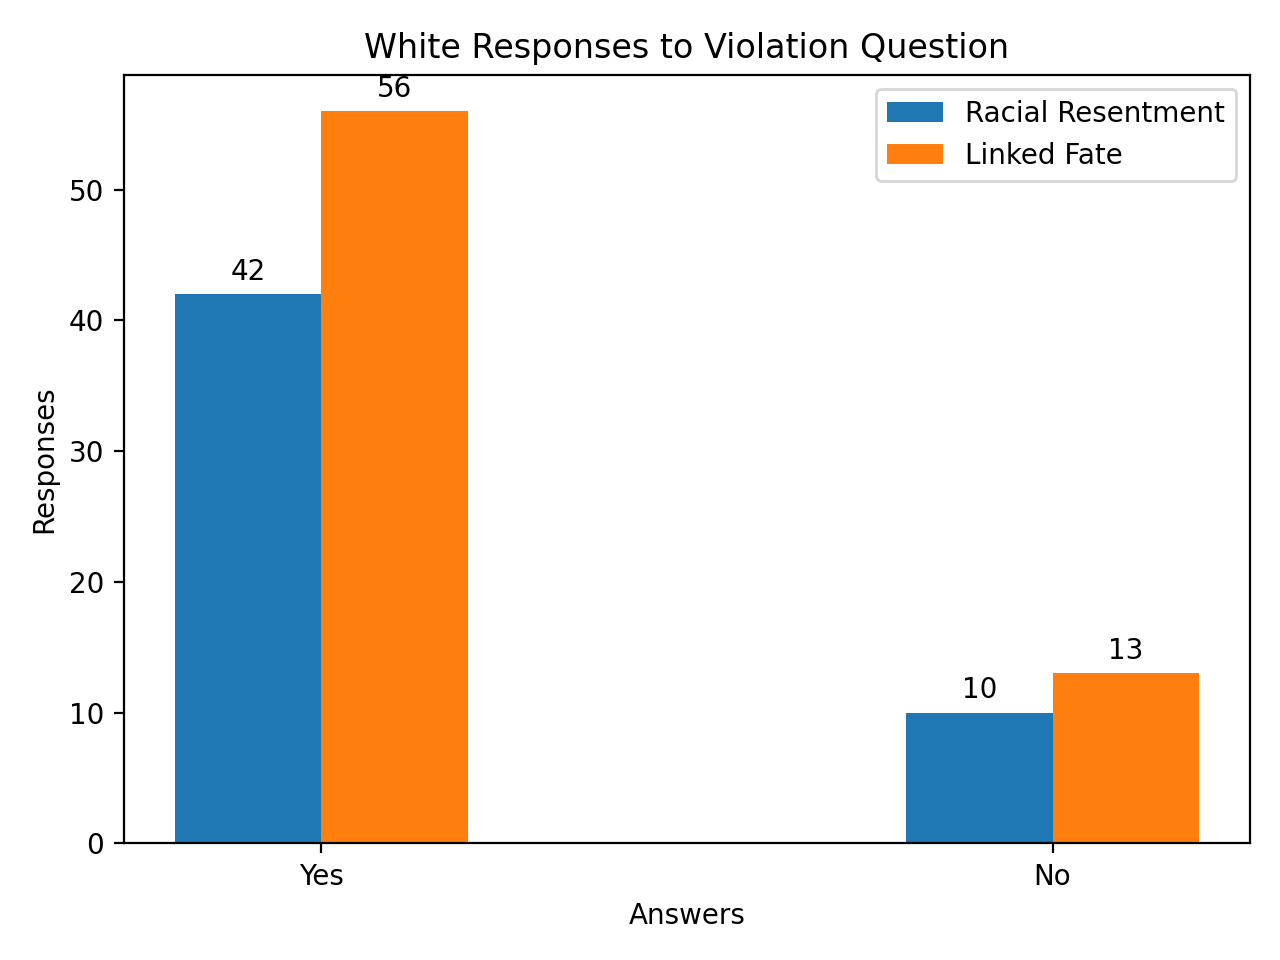 White Responses to Violation Question
Racial Resentment
Linked Fate
56
42
10
13
50
40
30
20
10
0
Responses
Yes
No
Answers